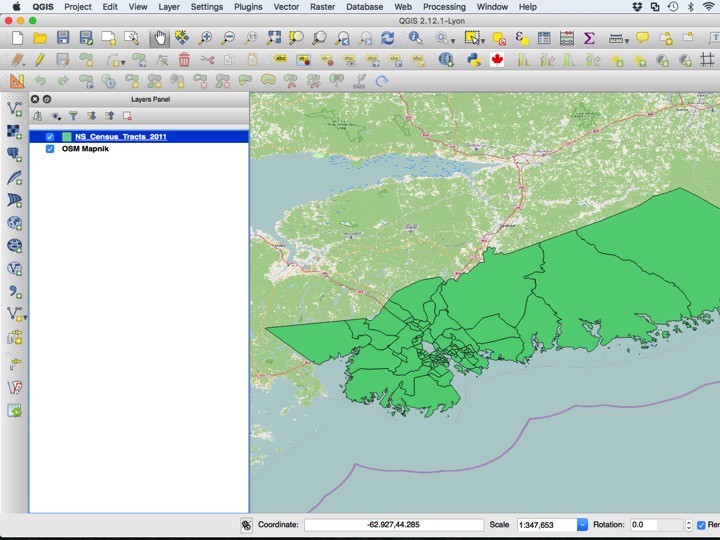 QGIS Project Edit View Layer Settings Plugins Vector Raster Database Web Processing Window Help
QGIS 2.12.1-Lyon
Layers Panel
NS_Census_Tracts_2011
OSM Mapnik
Coordinate: -62.927,44.285 Scale 1:347,653 Rotation: 0.0 Ren